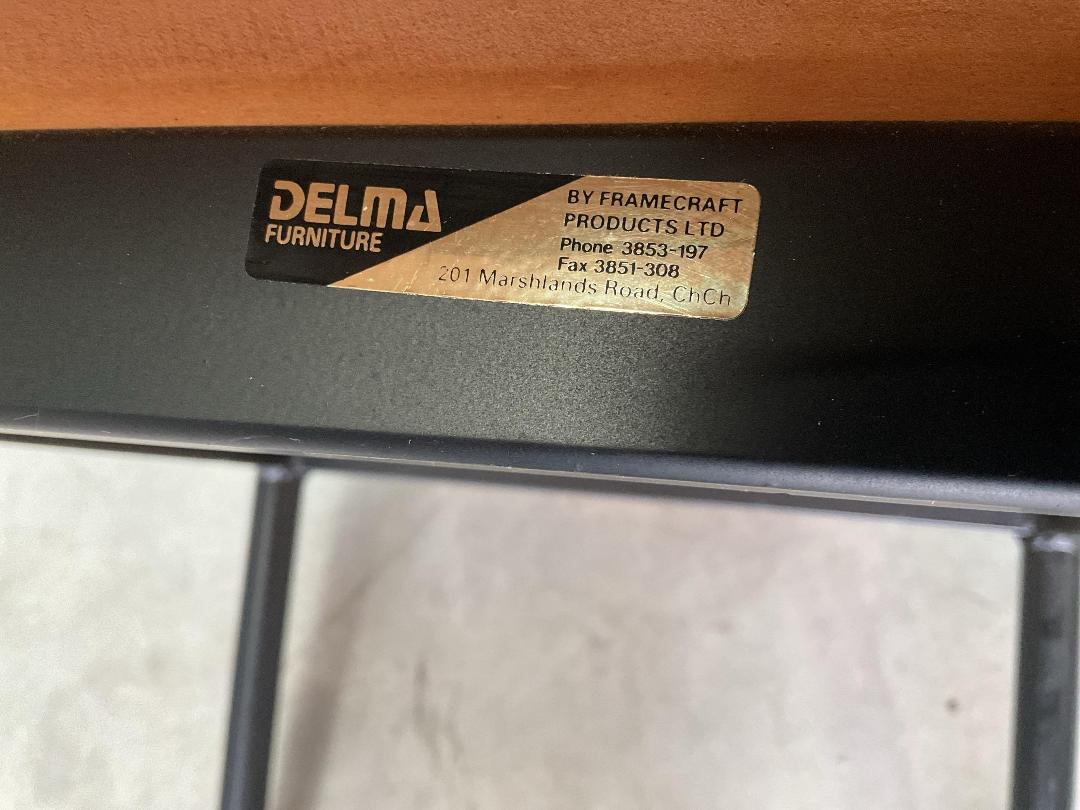 DELMA
FURNITURE
BY FRAMECRAFT
PRODUCTS LTD
Phone 3853-197
Fax 3851-308
201 Marshlands Road, ChCh